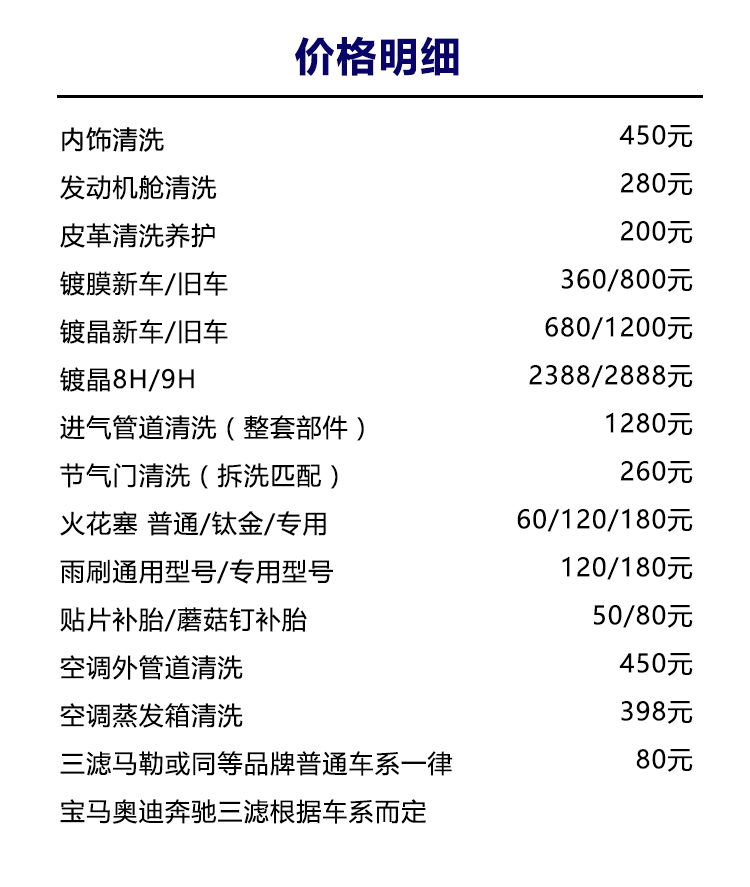 价格明细
内饰清洗 450元
发动机舱清洗 280元
皮革清洗养护 200元
镀膜新车/旧车 360/800元
镀晶新车/旧车 680/1200元
镀晶8H/9H 2388/2888元
进气管道清洗（整套部件） 1280元
节气门清洗（拆洗匹配） 260元
火花塞 普通/钛金/专用 60/120/180元
雨刷通用型号/专用型号 120/180元
贴片补胎/蘑菇钉补胎 50/80元
空调外管道清洗 450元
空调蒸发箱清洗 398元
三滤马勒或同等品牌普通车系一律 80元
宝马奥迪奔驰三滤根据车系而定